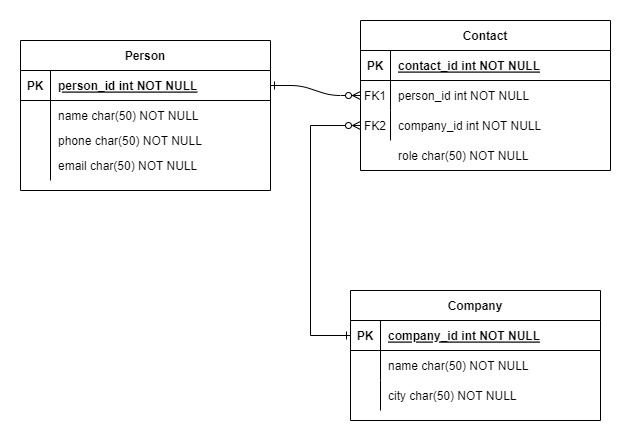 Person
PK person_id int NOT NULL
name char(50) NOT NULL
phone char(50) NOT NULL
email char(50) NOT NULL
Contact
PK contact_id int NOT NULL
FK1 person_id int NOT NULL
FK2 company_id int NOT NULL
role char(50) NOT NULL
Company
PK company_id int NOT NULL
name char(50) NOT NULL
city char(50) NOT NULL